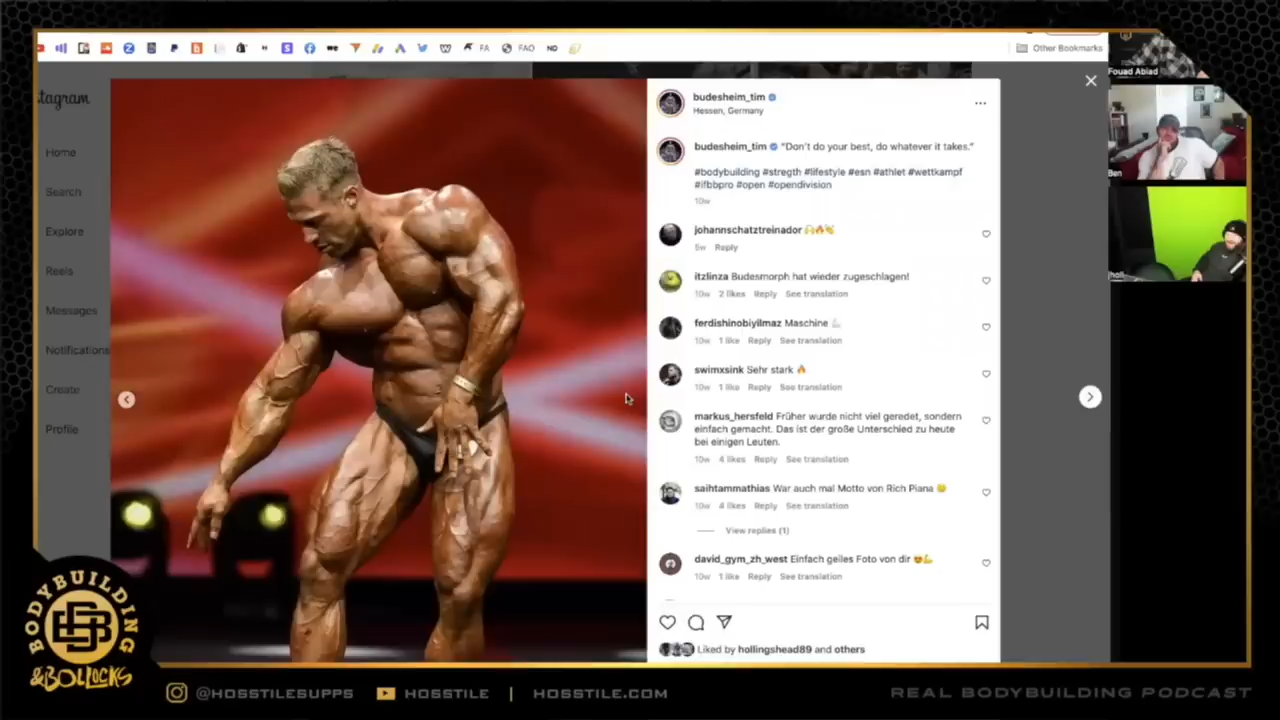 FA
FAO
ND
Other Bookmarks
Fouad Abiad
tagram
Home
Search
Explore
Reels
Messages
Notifications
Create
Profile
budesheim_tim
Hessen, Germany
budesheim_tim "Don't do your best, do whatever it takes."
#bodybuilding #stregth #lifestyle #esn #athlet #wettkampf
#ifbbpro #open #opendivision
10w
johannschatztreinador
5w Reply
itzlinza Budesmorph hat wieder zugeschlagen!
10w 2 likes Reply See translation
ferdishinobiyilmaz Maschine
10w 1 like Reply See translation
swimxsink Sehr stark
10w 1 like Reply See translation
markus_hersfeld Früher wurde nicht viel geredet, sondern
einfach gemacht. Das ist der große Unterschied zu heute
bei einigen Leuten.
10w 4 likes Reply See translation
saihtammathias War auch mal Motto von Rich Piana
10w 4 likes Reply See translation
View replies (1)
david_gym_zh_west Einfach geiles Foto von dir
10w 1 like Reply See translation
Liked by hollingshead89 and others
Ben
BODYBUILDING
&BOLLOCKS
@HOSSTILESUPPS
HOSSTILE | HOSSTILE.COM
REAL BODYBUILDING PODCAST